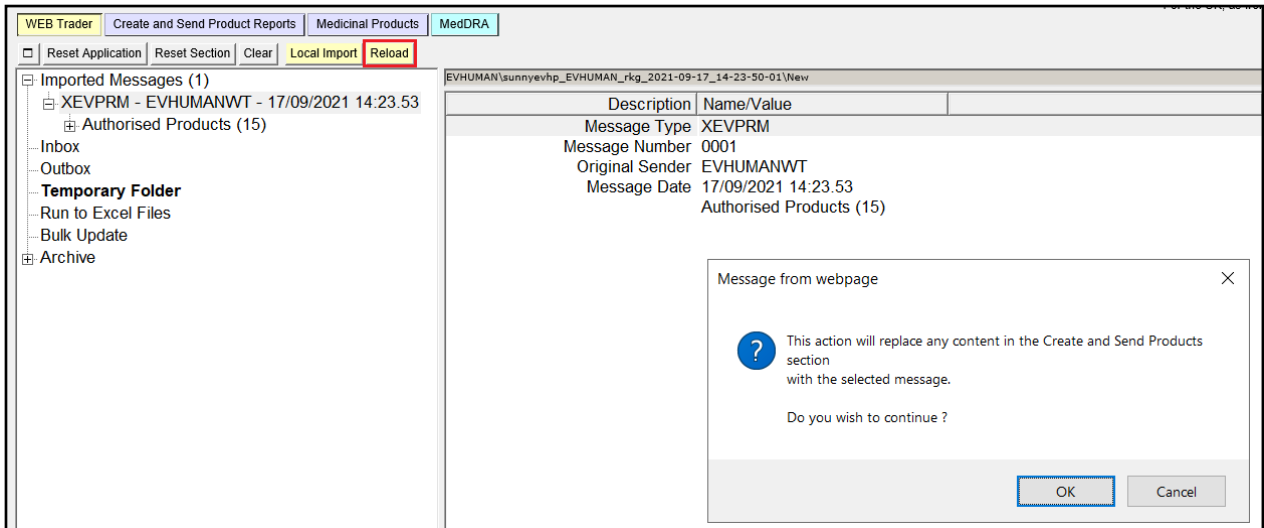 WEB Trader Create and Send Product Reports Medicinal Products MedDRA
Reset Application Reset Section Clear Local Import Reload
Imported Messages (1)
XEVPRM - EVHUMANWT - 17/09/2021 14:23.53
Authorised Products (15)
Inbox
Outbox
Temporary Folder
Run to Excel Files
Bulk Update
Archive
EVHUMAN\sunnyevhp_EVHUMAN_rkg_2021-09-17_14-23-50-01\New
Description Name/Value
Message Type XEVPRM
Message Number 0001
Original Sender EVHUMANWT
Message Date 17/09/2021 14:23.53
Authorised Products (15)
Message from webpage
This action will replace any content in the Create and Send Products
section
with the selected message.
Do you wish to continue ?
OK Cancel